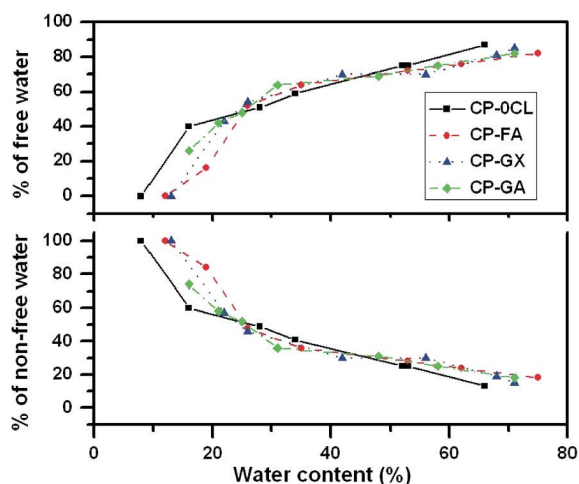 % of free water
100
80
60
40
20
0
CP-0CL
CP-FA
CP-GX
CP-GA
% of non-free water
100
80
60
40
20
0
0 20 40 60 80
Water content (%)